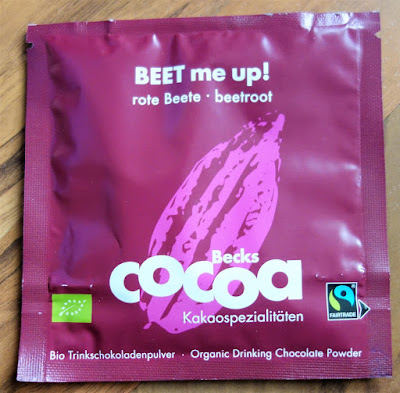 BEET me up!
rote Beete · beetroot
Becks
cocoa
Kakaospezialitäten
FAIRTRADE
Bio Trinkschokoladenpulver · Organic Drinking Chocolate Powder